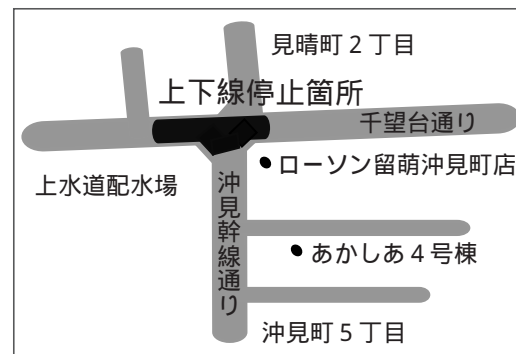 見晴町2丁目
上下線停止箇所
千望台通り
ローソン留萌沖見町店
上水道配水場
沖見幹線通り
あかしあ4号棟
沖見町5丁目